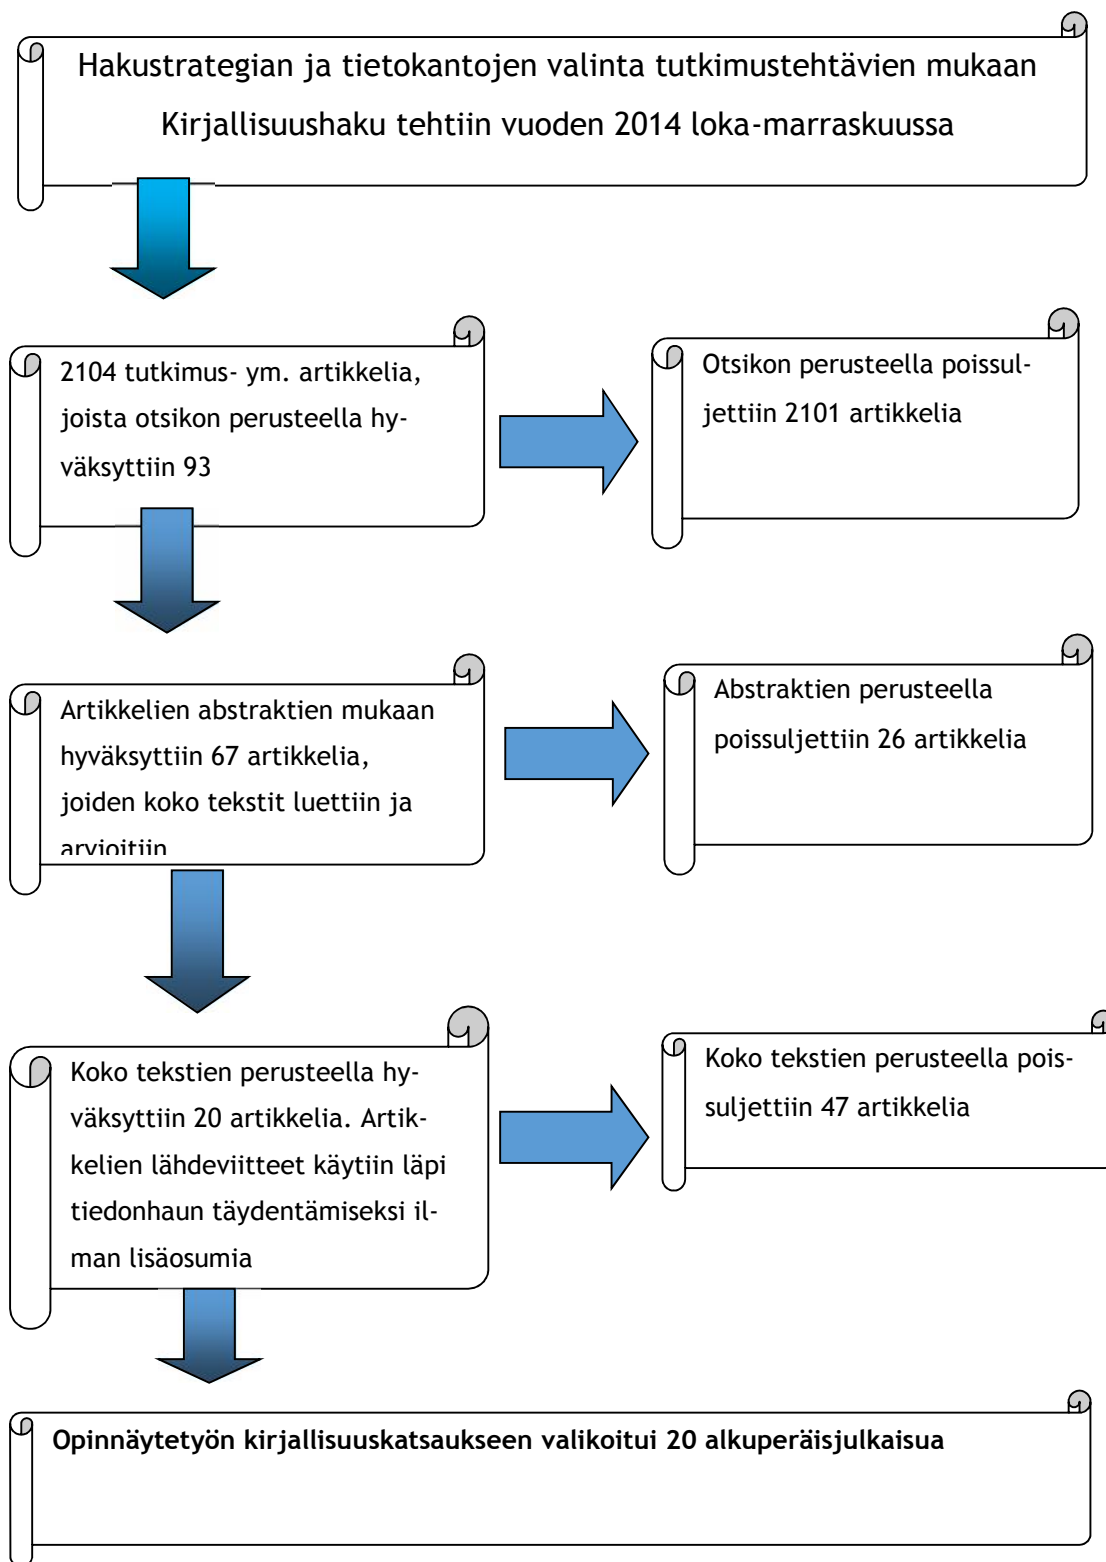 Hakustrategian ja tietokantojen valinta tutkimustehtävien mukaan
Kirjallisuushaku tehtiin vuoden 2014 loka-marraskuussa
2104 tutkimus- ym. artikkelia,
joista otsikon perusteella hy-
väksyttiin 93
Otsikon perusteella poissul-
jettiin 2101 artikkelia
Artikkelien abstraktien mukaan
hyväksyttiin 67 artikkelia,
joiden koko tekstit luettiin ja
arvioitiin
Abstraktien perusteella
poissuljettiin 26 artikkelia
Koko tekstien perusteella hy-
väksyttiin 20 artikkelia. Artik-
kelien lähdeviitteet käytiin läpi
tiedonhaun täydentämiseksi il-
man lisäosumia
Koko tekstien perusteella pois-
suljettiin 47 artikkelia
Opinnäytetyön kirjallisuuskatsaukseen valikoitui 20 alkuperäisjulkaisua